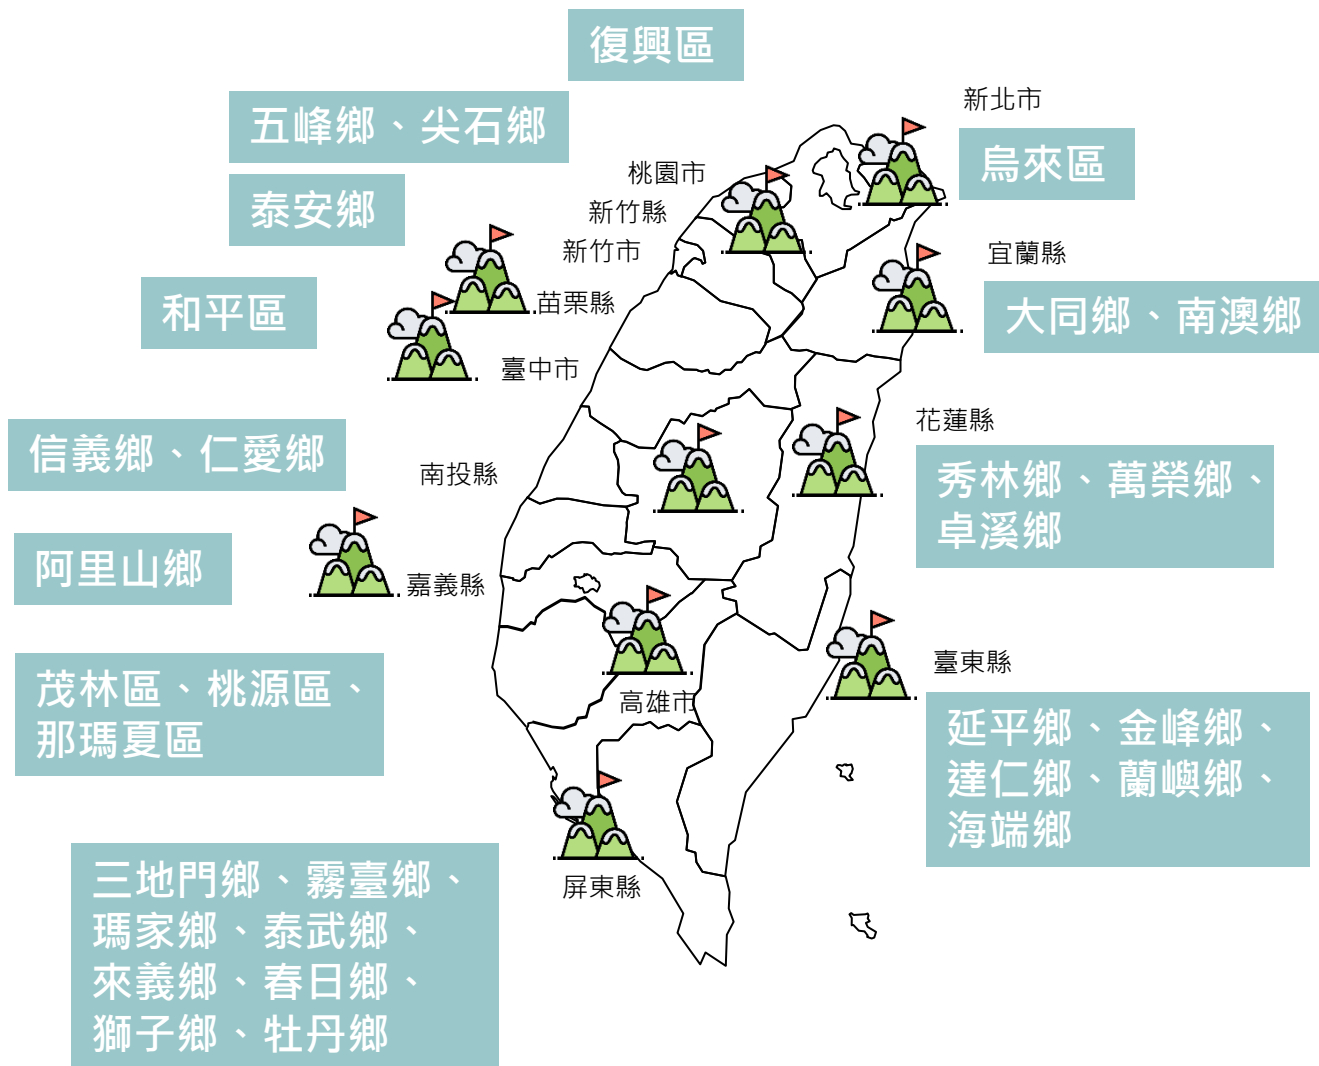 復興區
新北市
五峰鄉、尖石鄉
烏來區
桃園市
泰安鄉
新竹縣
新竹市
宜蘭縣
和平區
苗栗縣
大同鄉、南澳鄉
臺中市
花蓮縣
信義鄉、仁愛鄉
南投縣
秀林鄉、萬榮鄉、
卓溪鄉
阿里山鄉
嘉義縣
臺東縣
茂林區、桃源區、
那瑪夏區
高雄市
延平鄉、金峰鄉、
達仁鄉、蘭嶼鄉、
海端鄉
屏東縣
三地門鄉、霧臺鄉、
瑪家鄉、泰武鄉、
來義鄉、春日鄉、
獅子鄉、牡丹鄉